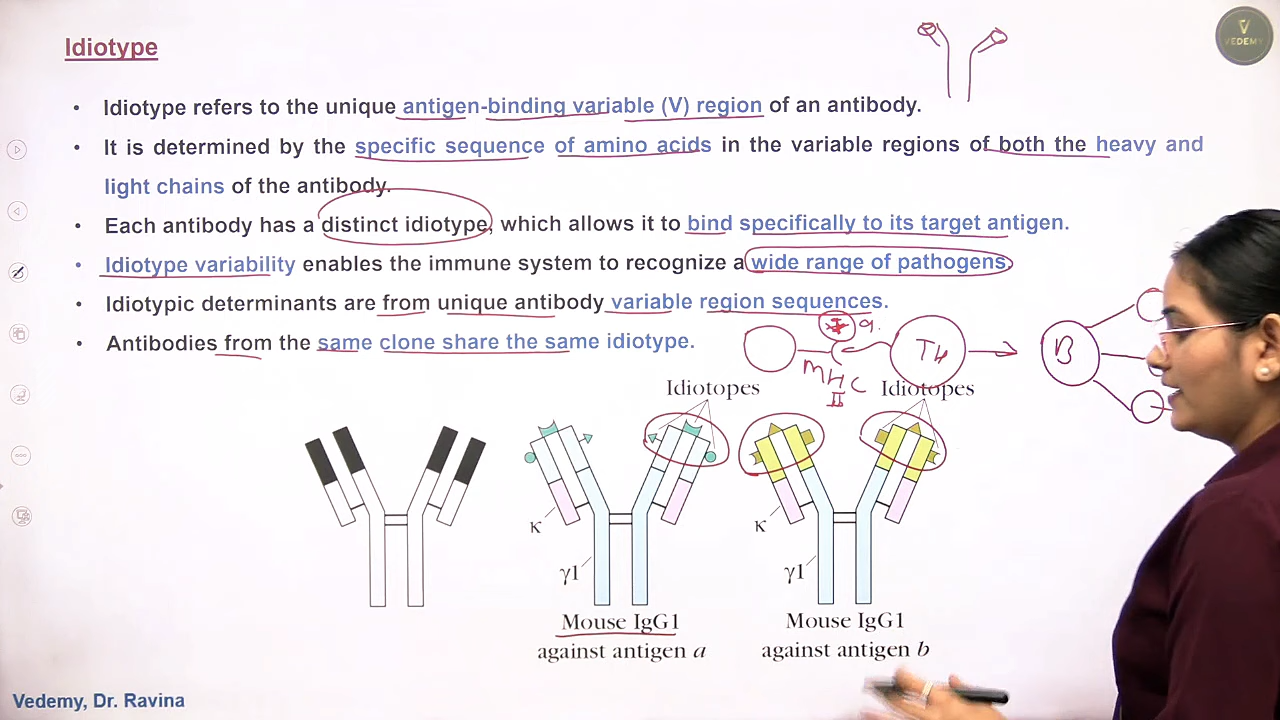 Idiotype
V
VEDEMY
• Idiotype refers to the unique antigen-binding variable (V) region of an antibody.
• It is determined by the specific sequence of amino acids in the variable regions of both the heavy and
light chains of the antibody.
• Each antibody has a distinct idiotype, which allows it to bind specifically to its target antigen.
• Idiotype variability enables the immune system to recognize a wide range of pathogens.
• Idiotypic determinants are from unique antibody variable region sequences.
• Antibodies from the same clone share the same idiotype.
TH
B
MHC
II
Idiotopes
Idiotopes
κ
κ
γ1
γ1
Mouse IgG1
against antigen a
Mouse IgG1
against antigen b
Vedemy, Dr. Ravina